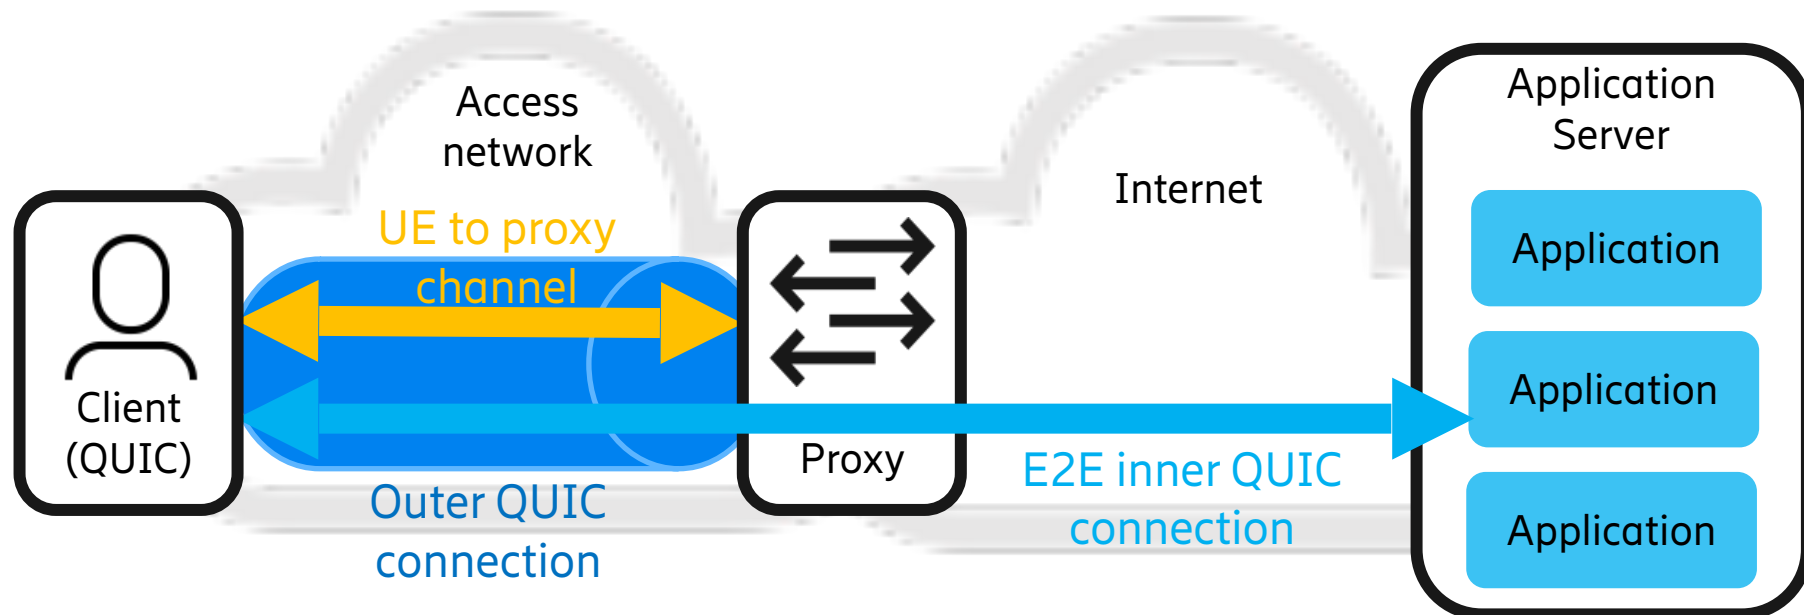 Access
network
UE to proxy
channel
Client
(QUIC)
Outer QUIC
connection
Proxy
Internet
E2E inner QUIC
connection
Application
Server
Application
Application
Application